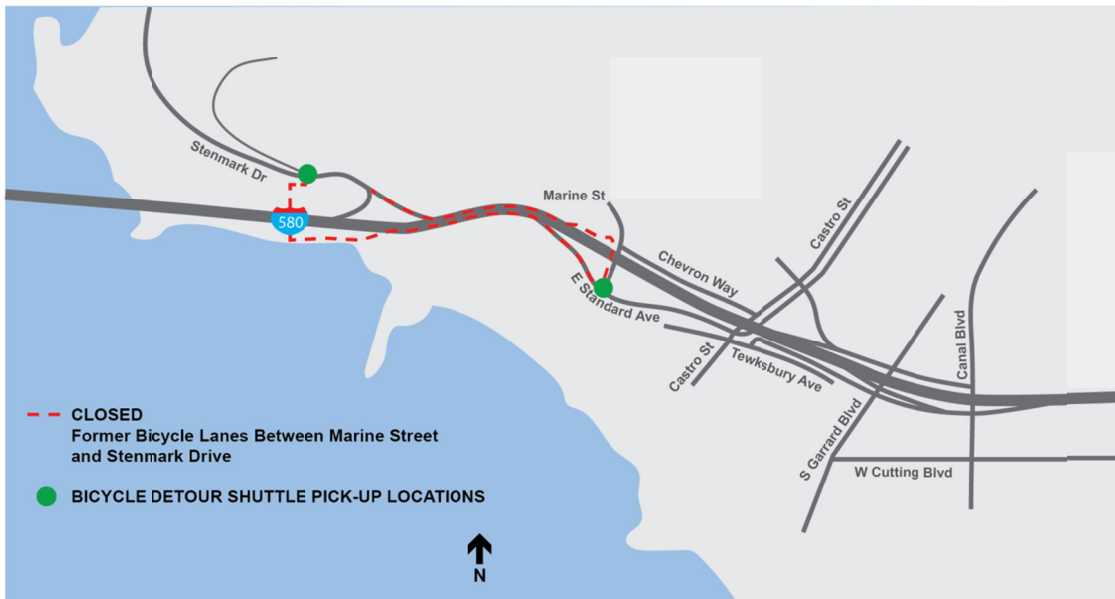 Stenmark Dr
580
Marine St
E Standard Ave
Chevron Way
Castro St
Castro St
Tewksbury Ave
S Garrard Blvd
Canal Blvd
W Cutting Blvd
CLOSED
Former Bicycle Lanes Between Marine Street
and Stenmark Drive
BICYCLE DETOUR SHUTTLE PICK-UP LOCATIONS
N